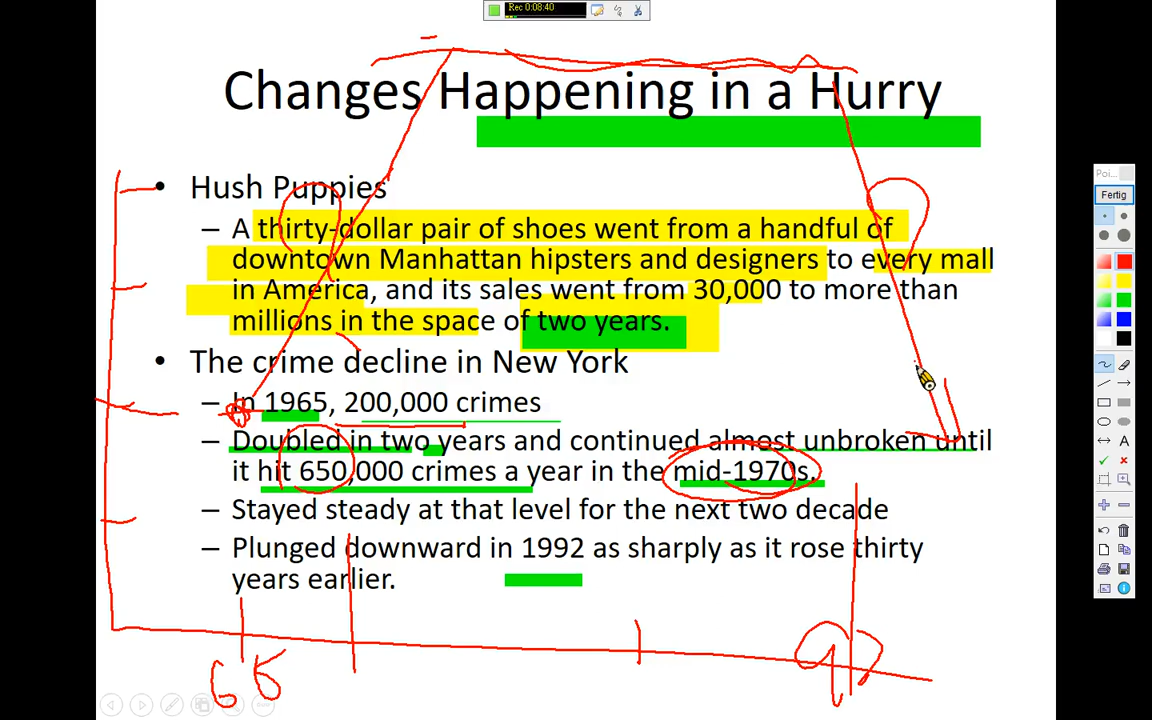 Rec 0:08:40
Changes Happening in a Hurry
Poi...
Fertig
• Hush Puppies
– A thirty-dollar pair of shoes went from a handful of
downtown Manhattan hipsters and designers to every mall
in America, and its sales went from 30,000 to more than
millions in the space of two years.
• The crime decline in New York
– In 1965, 200,000 crimes
– Doubled in two years and continued almost unbroken until
it hit 650,000 crimes a year in the mid-1970s.
– Stayed steady at that level for the next two decade
– Plunged downward in 1992 as sharply as it rose thirty
years earlier.
65
92